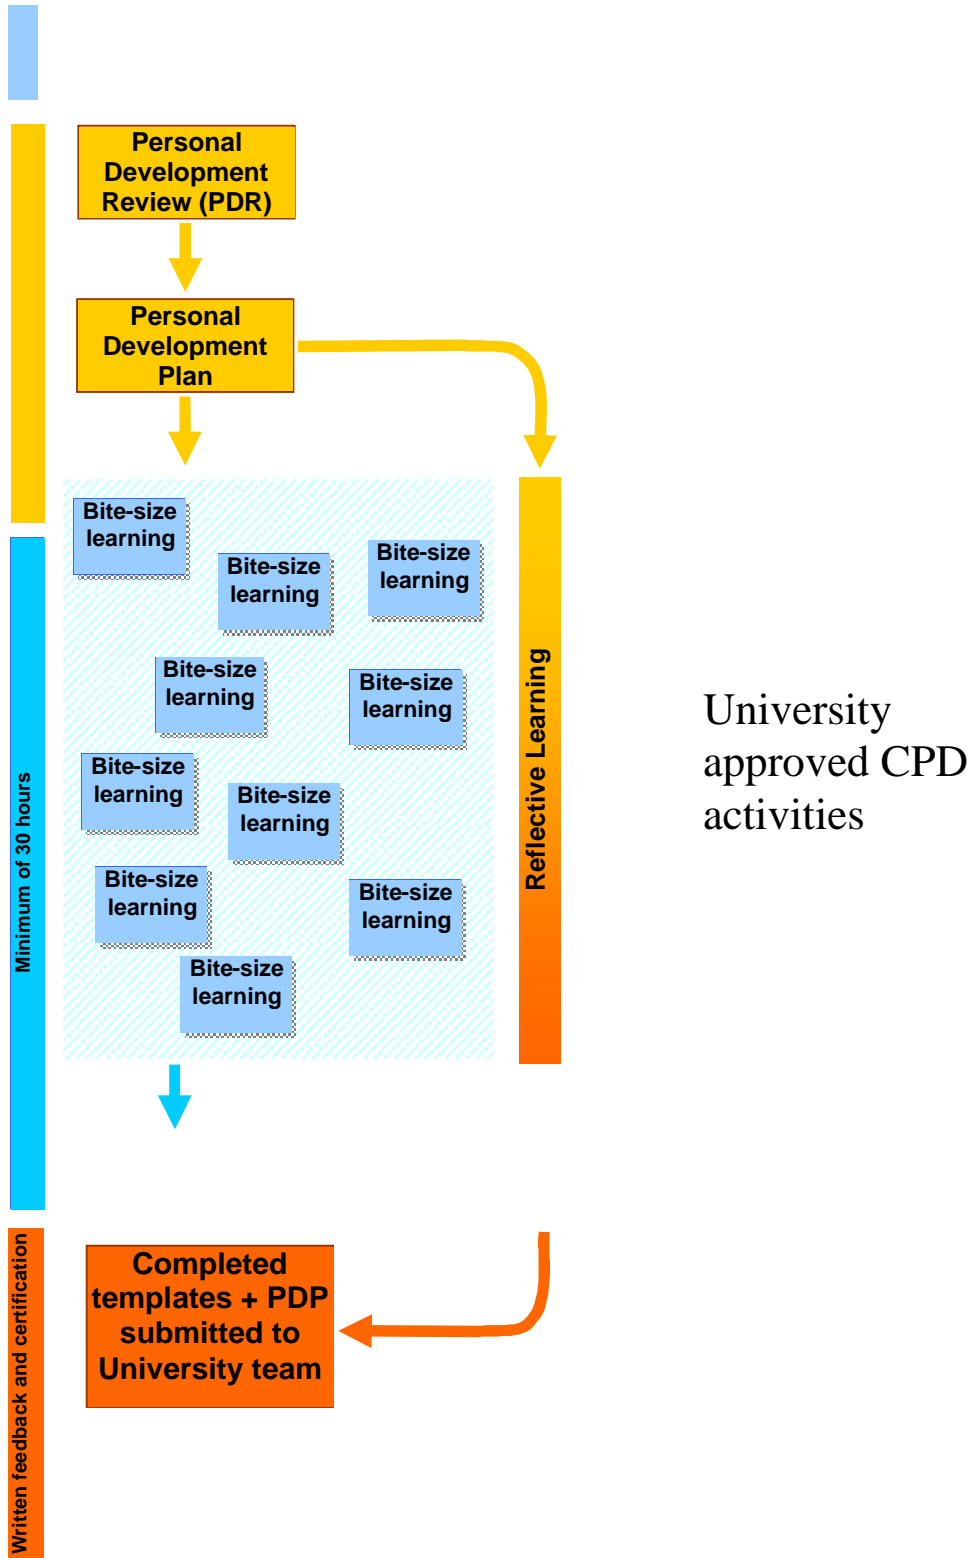 Personal
Development
Review (PDR)
Personal
Development
Plan
Bite-size
learning
Bite-size
learning
Bite-size
learning
Bite-size
learning
Bite-size
learning
Bite-size
learning
Bite-size
learning
Bite-size
learning
Bite-size
learning
Bite-size
learning
Reflective Learning
Minimum of 30 hours
University
approved CPD
activities
Completed
templates + PDP
submitted to
University team
Written feedback and certification